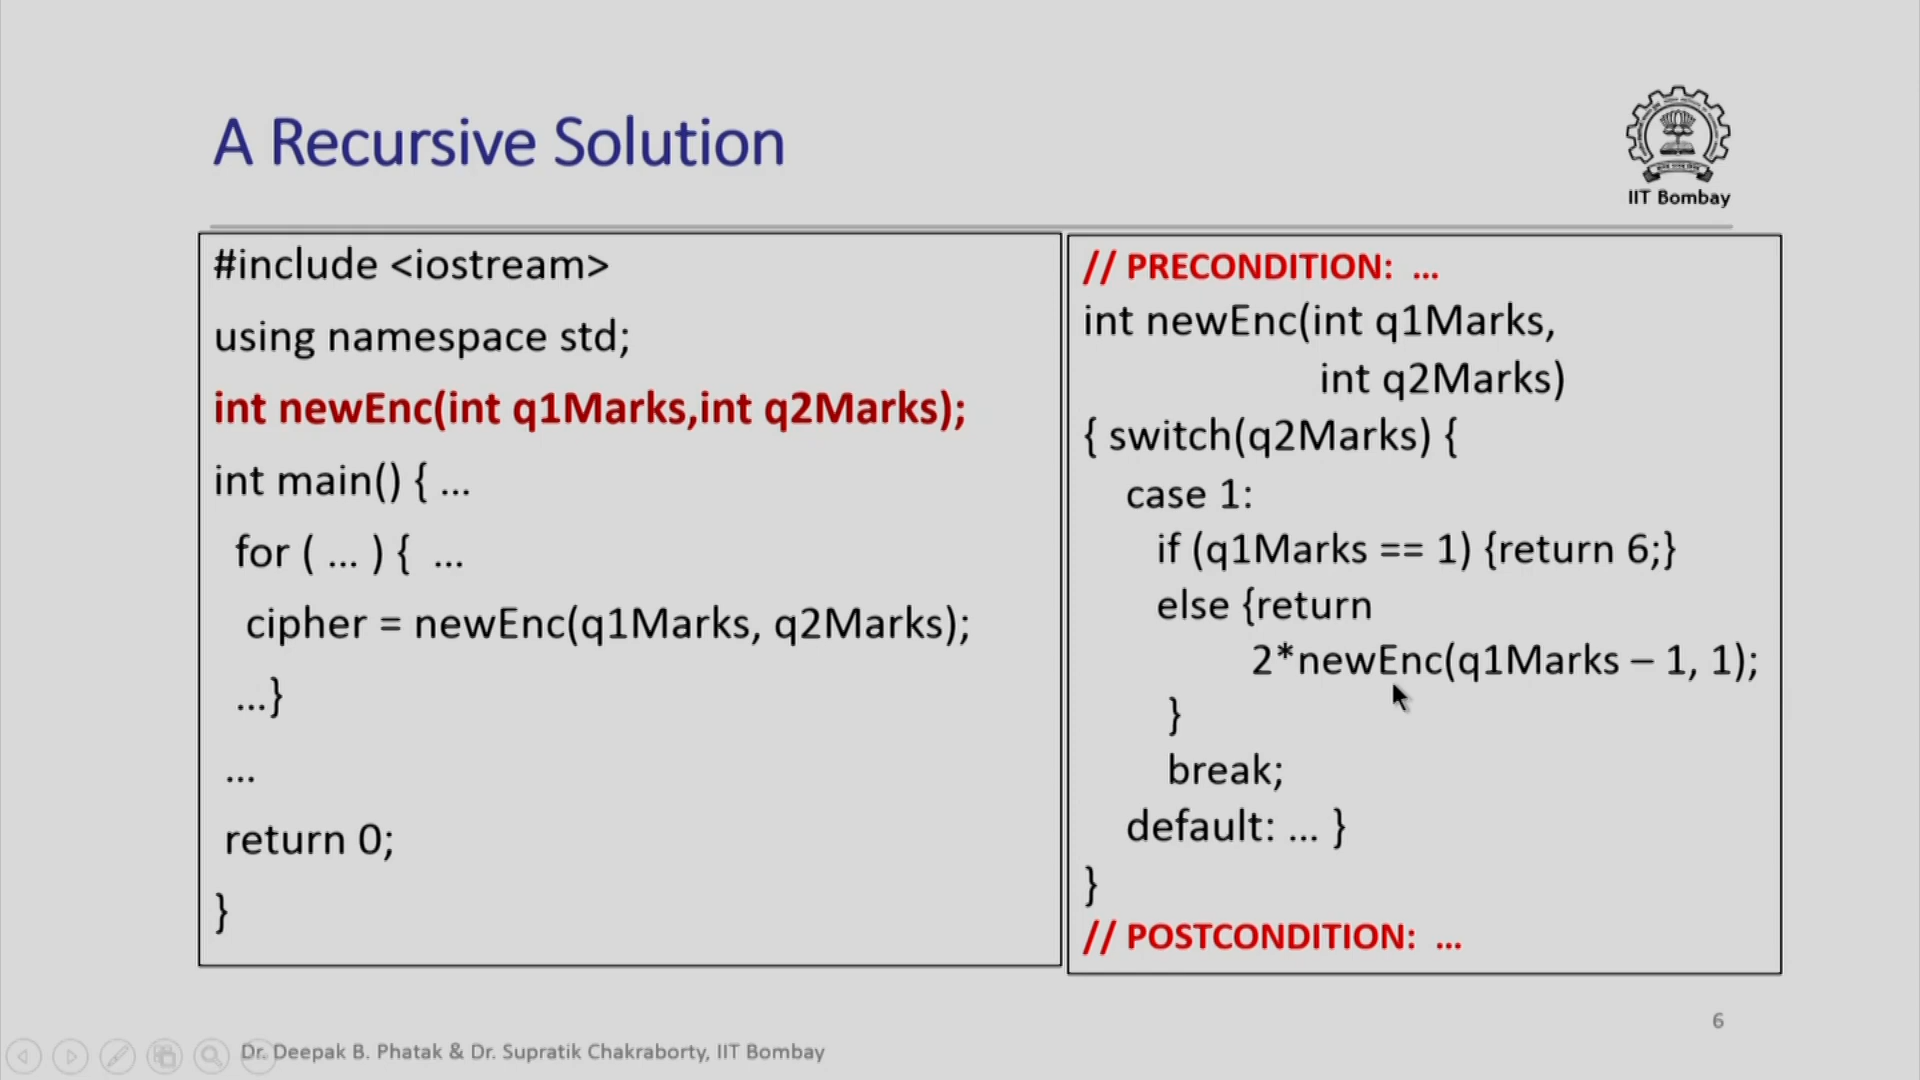 A Recursive Solution
IIT Bombay
#include <iostream>
using namespace std;
int newEnc(int q1Marks,int q2Marks);
int main() { ...
for ( ... ) { ...
cipher = newEnc(q1Marks, q2Marks);
...}
...
return 0;
}
// PRECONDITION: ...
int newEnc(int q1Marks,
int q2Marks)
{ switch(q2Marks) {
case 1:
if (q1Marks == 1) {return 6;}
else {return
2*newEnc(q1Marks – 1, 1);
}
break;
default: ... }
}
// POSTCONDITION: ...
6
Dr. Deepak B. Phatak & Dr. Supratik Chakraborty, IIT Bombay